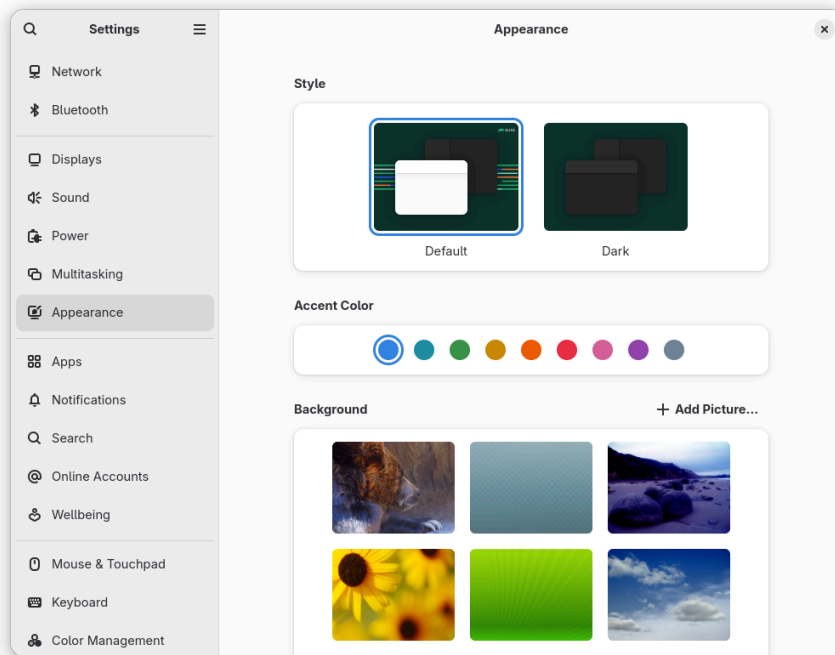 Settings
Appearance
Network
Bluetooth
Displays
Sound
Power
Multitasking
Appearance
Apps
Notifications
Search
Online Accounts
Wellbeing
Mouse & Touchpad
Keyboard
Color Management
Style
Default
Dark
Accent Color
Background
Add Picture...